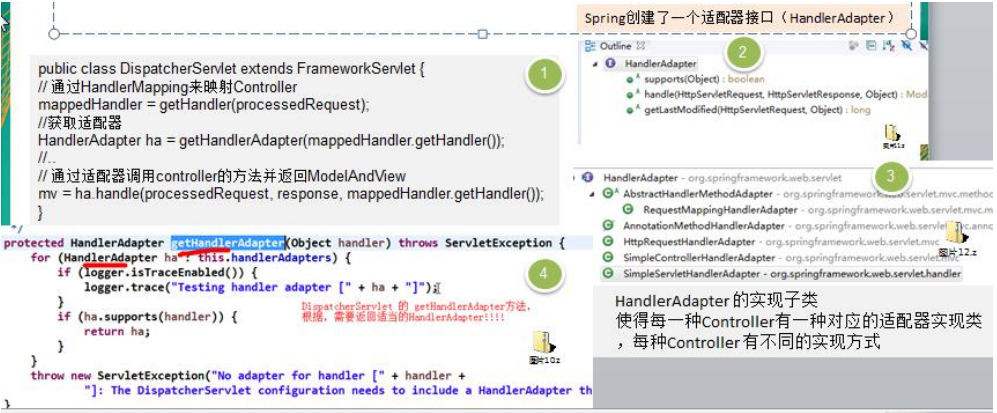 Spring创建了一个适配器接口（HandlerAdapter）
public class DispatcherServlet extends FrameworkServlet {
// 通过HandlerMapping来映射Controller
mappedHandler = getHandler(processedRequest);
//获取适配器
HandlerAdapter ha = getHandlerAdapter(mappedHandler.getHandler());
//..
// 通过适配器调用controller的方法并返回ModelAndView
mv = ha.handle(processedRequest, response, mappedHandler.getHandler());
}
1
Outline
2
HandlerAdapter
supports(Object) : boolean
handle(HttpServletRequest, HttpServletResponse, Object) : Mod
getLastModified(HttpServletRequest, Object) : long
3
HandlerAdapter - org.springframework.web.servlet
AbstractHandlerMethodAdapter - org.springframework.web.servlet.mvc.method
RequestMappingHandlerAdapter - org.springframework.web.servlet.mvc.m
AnnotationMethodHandlerAdapter - org.springframework.web.servlet.mvc.anno
HttpRequestHandlerAdapter - org.springframework.web.servlet.mvc
SimpleControllerHandlerAdapter - org.springframework.web.servlet.mvc
SimpleServletHandlerAdapter - org.springframework.web.servlet.handler
图片12.z
HandlerAdapter 的实现子类
使得每一种Controller有一种对应的适配器实现类
，每种Controller有不同的实现方式
*/
protected HandlerAdapter getHandlerAdapter(Object handler) throws ServletException {
for (HandlerAdapter ha : this.handlerAdapters) {
if (logger.isTraceEnabled()) {
logger.trace("Testing handler adapter [" + ha + "]");
}
if (ha.supports(handler)) {
return ha;
}
}
throw new ServletException("No adapter for handler [" + handler +
"]: The DispatcherServlet configuration needs to include a HandlerAdapter th
}
4
DispatcherServlet 的 getHandlerAdapter方法，
根据，需要返回适当的HandlerAdapter!!!!
图片10.z